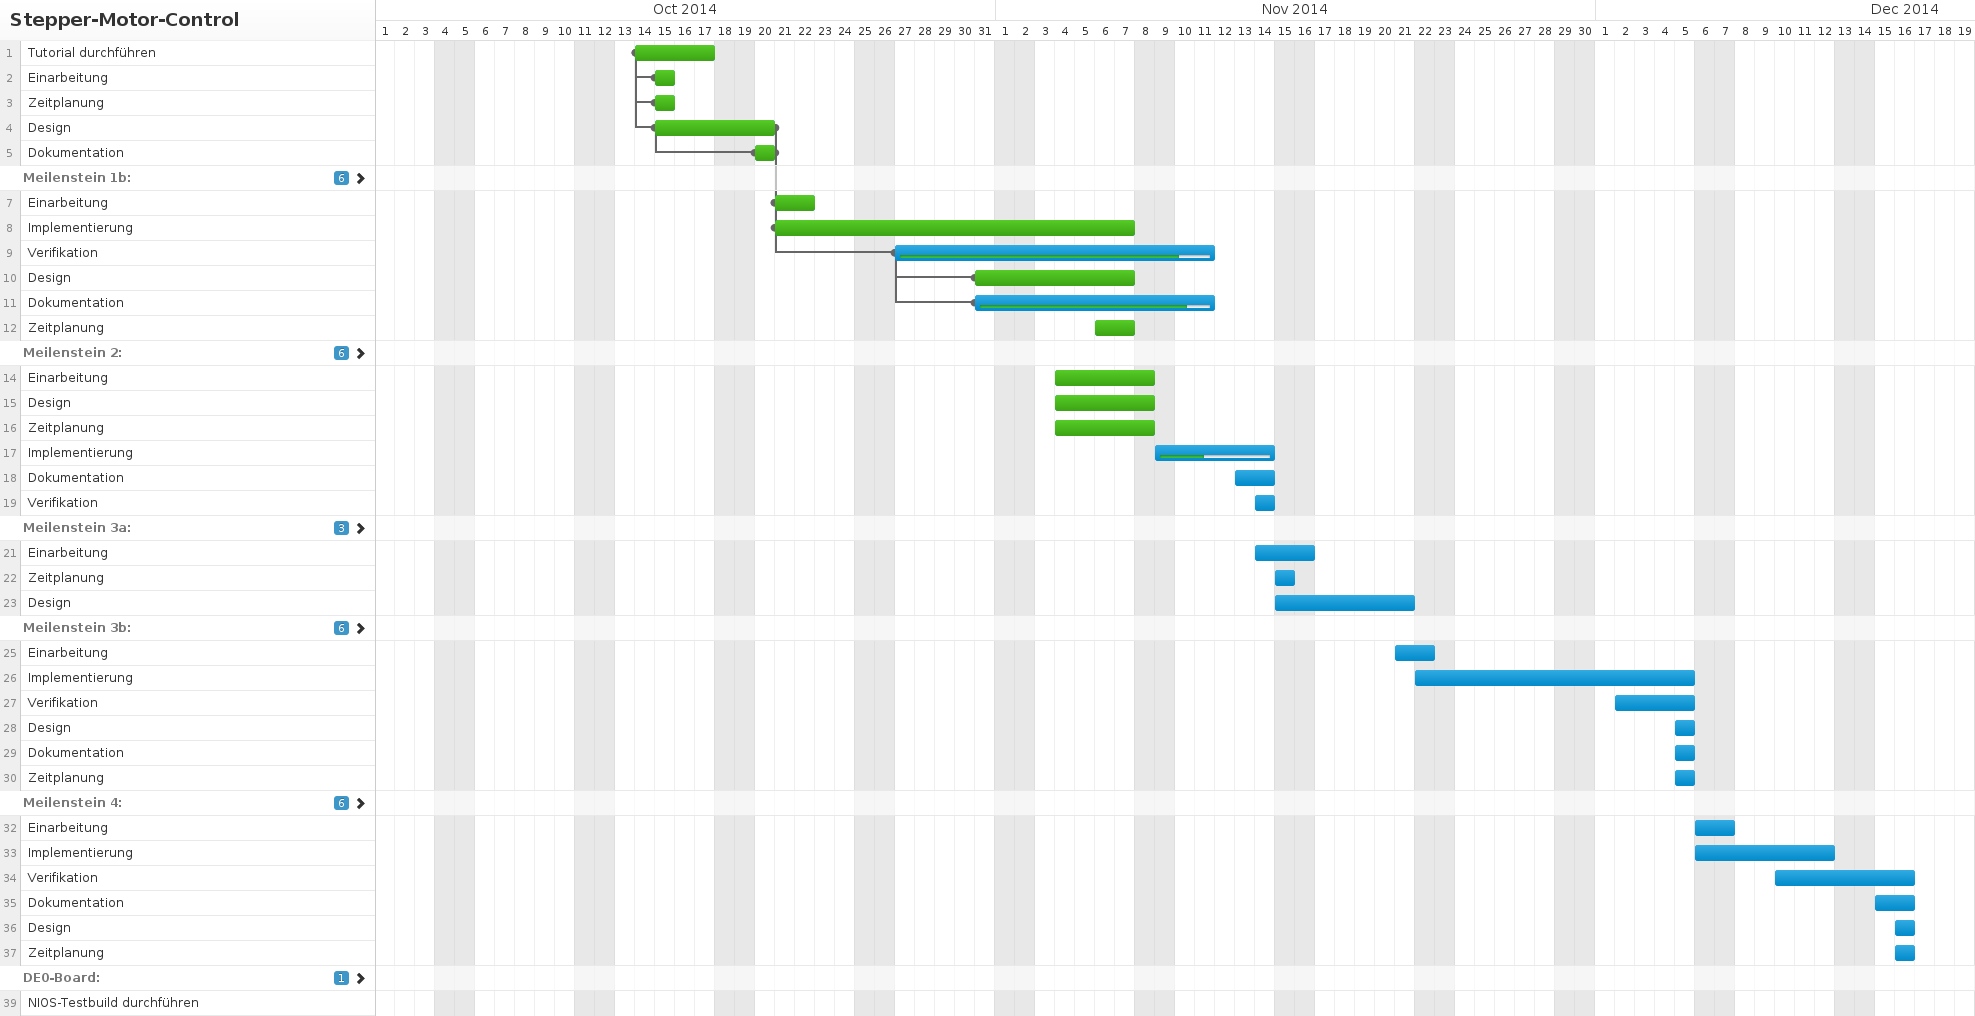 Stepper-Motor-Control
Oct 2014 Nov 2014 Dec 2014
1 2 3 4 5 6 7 8 9 10 11 12 13 14 15 16 17 18 19 20 21 22 23 24 25 26 27 28 29 30 31 1 2 3 4 5 6 7 8 9 10 11 12 13 14 15 16 17 18 19 20 21 22 23 24 25 26 27 28 29 30 1 2 3 4 5 6 7 8 9 10 11 12 13 14 15 16 17 18 19
1 Tutorial durchführen
2 Einarbeitung
3 Zeitplanung
4 Design
5 Dokumentation
Meilenstein 1b: 6
7 Einarbeitung
8 Implementierung
9 Verifikation
10 Design
11 Dokumentation
12 Zeitplanung
Meilenstein 2: 6
14 Einarbeitung
15 Design
16 Zeitplanung
17 Implementierung
18 Dokumentation
19 Verifikation
Meilenstein 3a: 3
21 Einarbeitung
22 Zeitplanung
23 Design
Meilenstein 3b: 6
25 Einarbeitung
26 Implementierung
27 Verifikation
28 Design
29 Dokumentation
30 Zeitplanung
Meilenstein 4: 6
32 Einarbeitung
33 Implementierung
34 Verifikation
35 Dokumentation
36 Design
37 Zeitplanung
DE0-Board: 1
39 NIOS-Testbuild durchführen